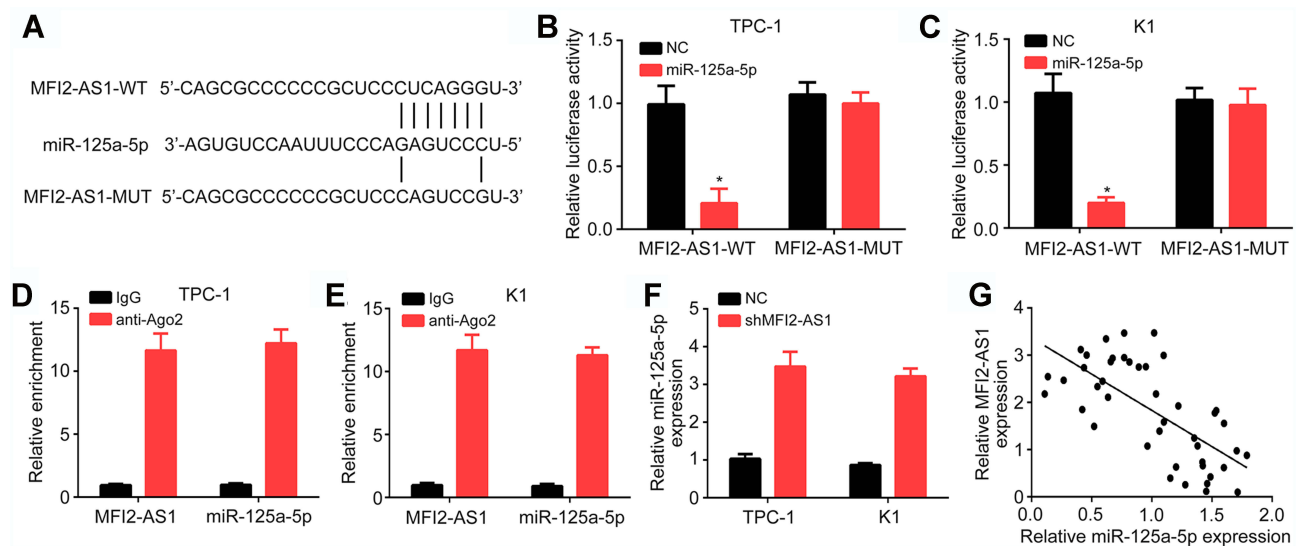 A
MFI2-AS1-WT 5’-CAGCGCCCCCCGCUCCCUCAGGGU-3’
miR-125a-5p 3’-AGUGUCCAAUUUCCCAGAGUCCCU-5’
MFI2-AS1-MUT 5’-CAGCGCCCCCCGCUCCCAGUCCGU-3’
B
TPC-1
NC
miR-125a-5p
Relative luciferase activity
1.5
1.0
0.5
0.0
*
MFI2-AS1-WT MFI2-AS1-MUT
C
K1
NC
miR-125a-5p
Relative luciferase activity
1.5
1.0
0.5
0.0
*
MFI2-AS1-WT MFI2-AS1-MUT
D
TPC-1
IgG
anti-Ago2
Relative enrichment
15
10
5
0
MFI2-AS1 miR-125a-5p
E
K1
IgG
anti-Ago2
Relative enrichment
15
10
5
0
MFI2-AS1 miR-125a-5p
F
NC
shMFI2-AS1
Relative miR-125a-5p
expression
5
4
3
2
1
0
TPC-1 K1
G
Relative MFI2-AS1
expression
4
3
2
1
0
0.0 0.5 1.0 1.5 2.0
Relative miR-125a-5p expression